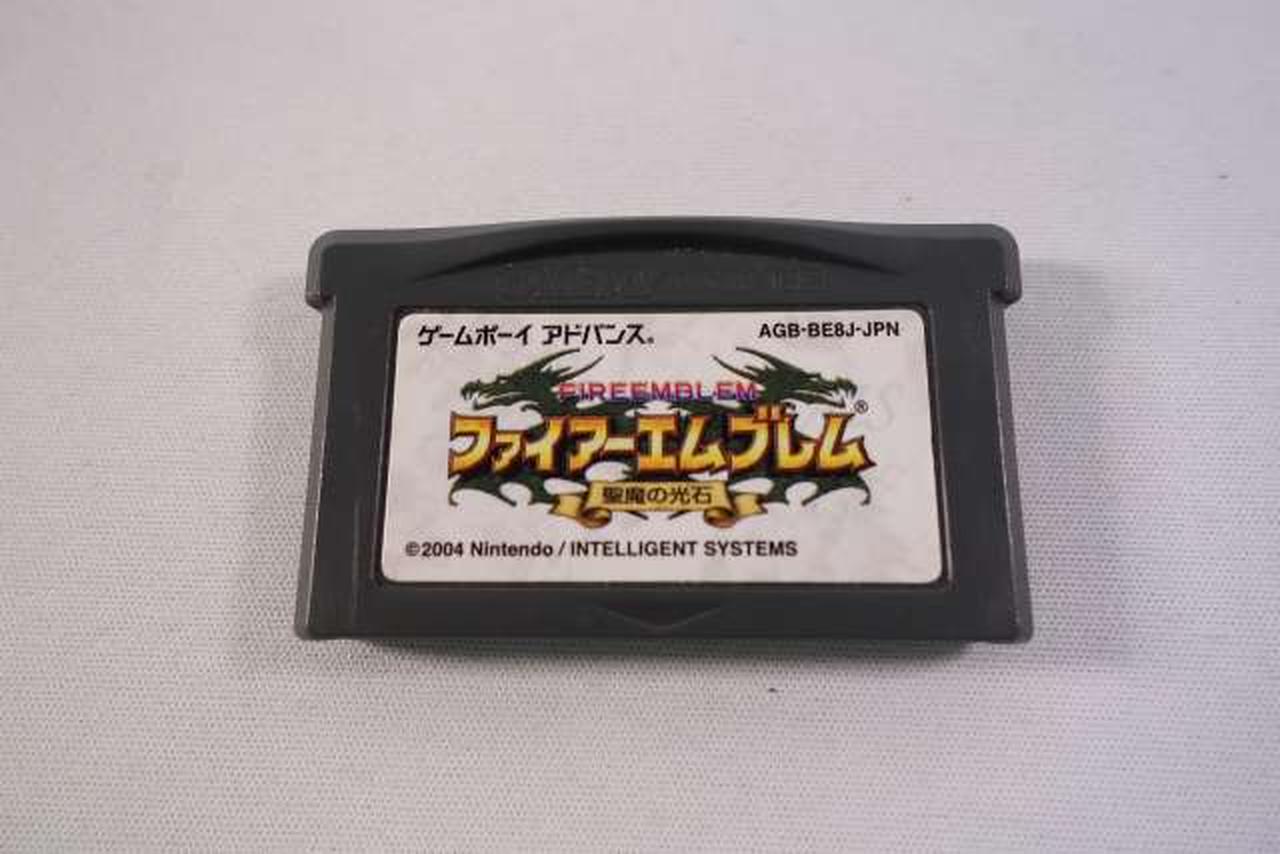 ゲームボーイ アドバンス® AGB-BE8J-JPN
FIREEMBLEM
ファイアーエムブレム®
聖魔の光石
©2004 Nintendo / INTELLIGENT SYSTEMS